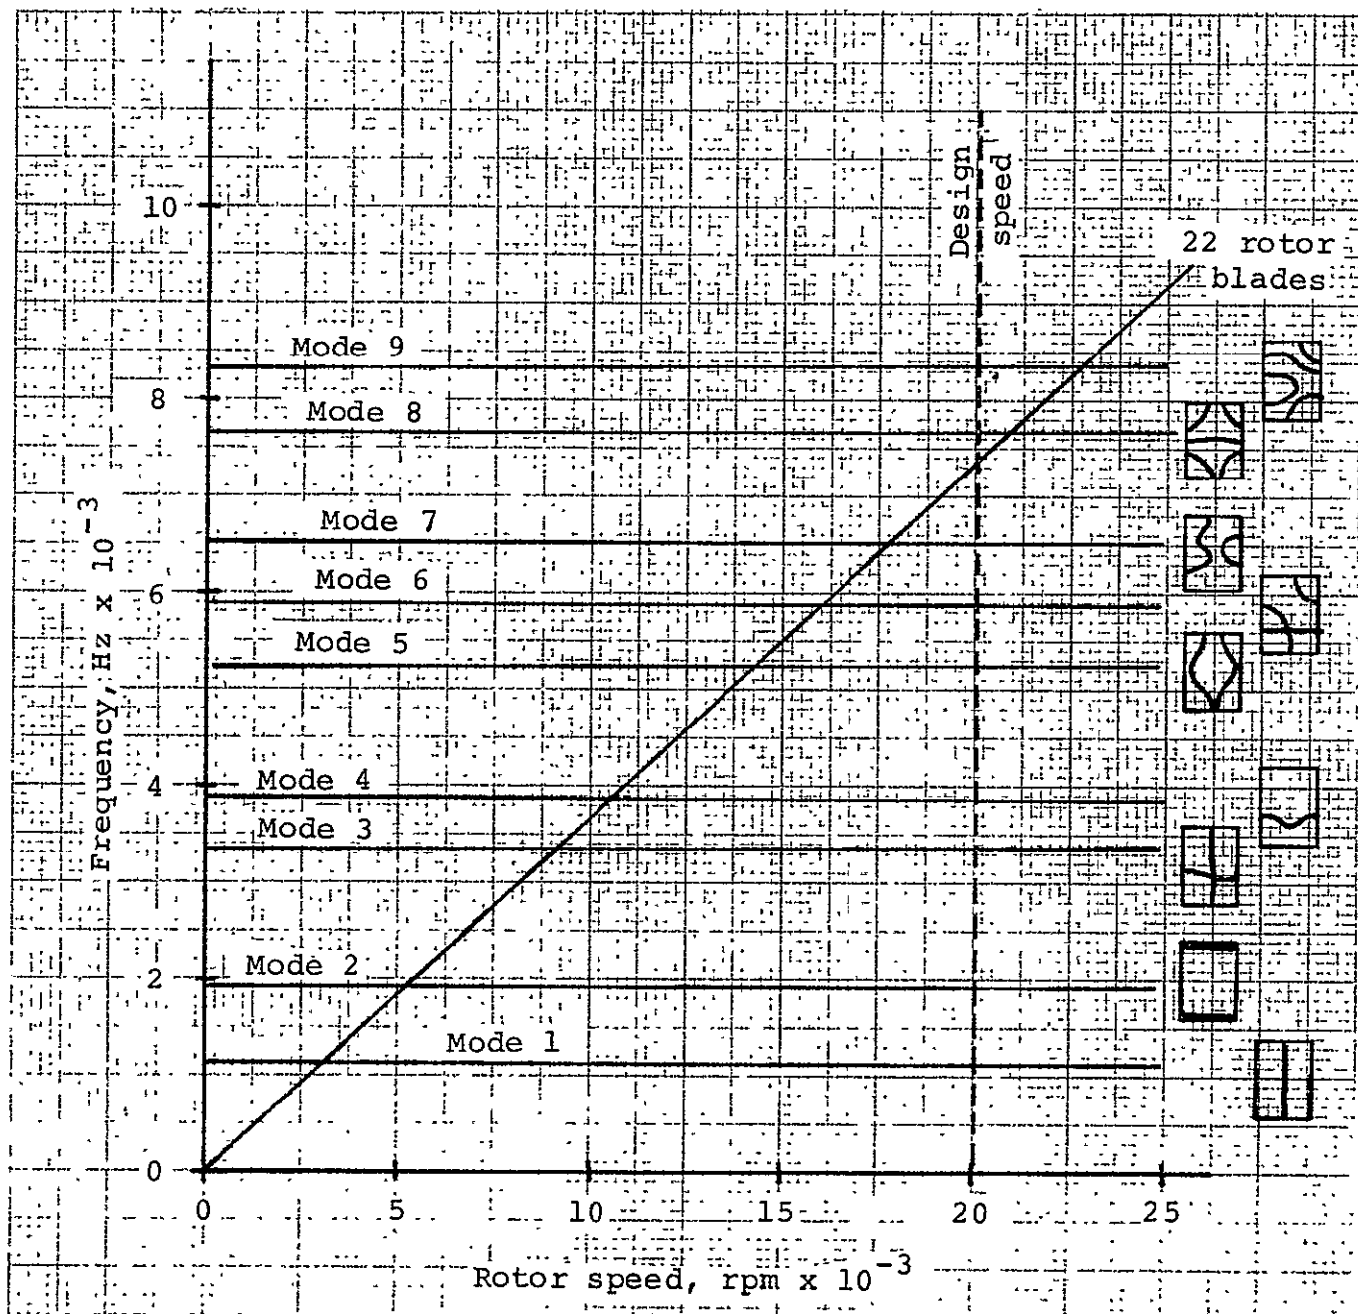 Design
speed
10
22 rotor
blades
Mode 9
8
Mode 8
Mode 7
6
Mode 6
Mode 5
Frequency, Hz x 10⁻³
4
Mode 4
Mode 3
2
Mode 2
Mode 1
0
0 5 10 15 20 25
Rotor speed, rpm x 10⁻³